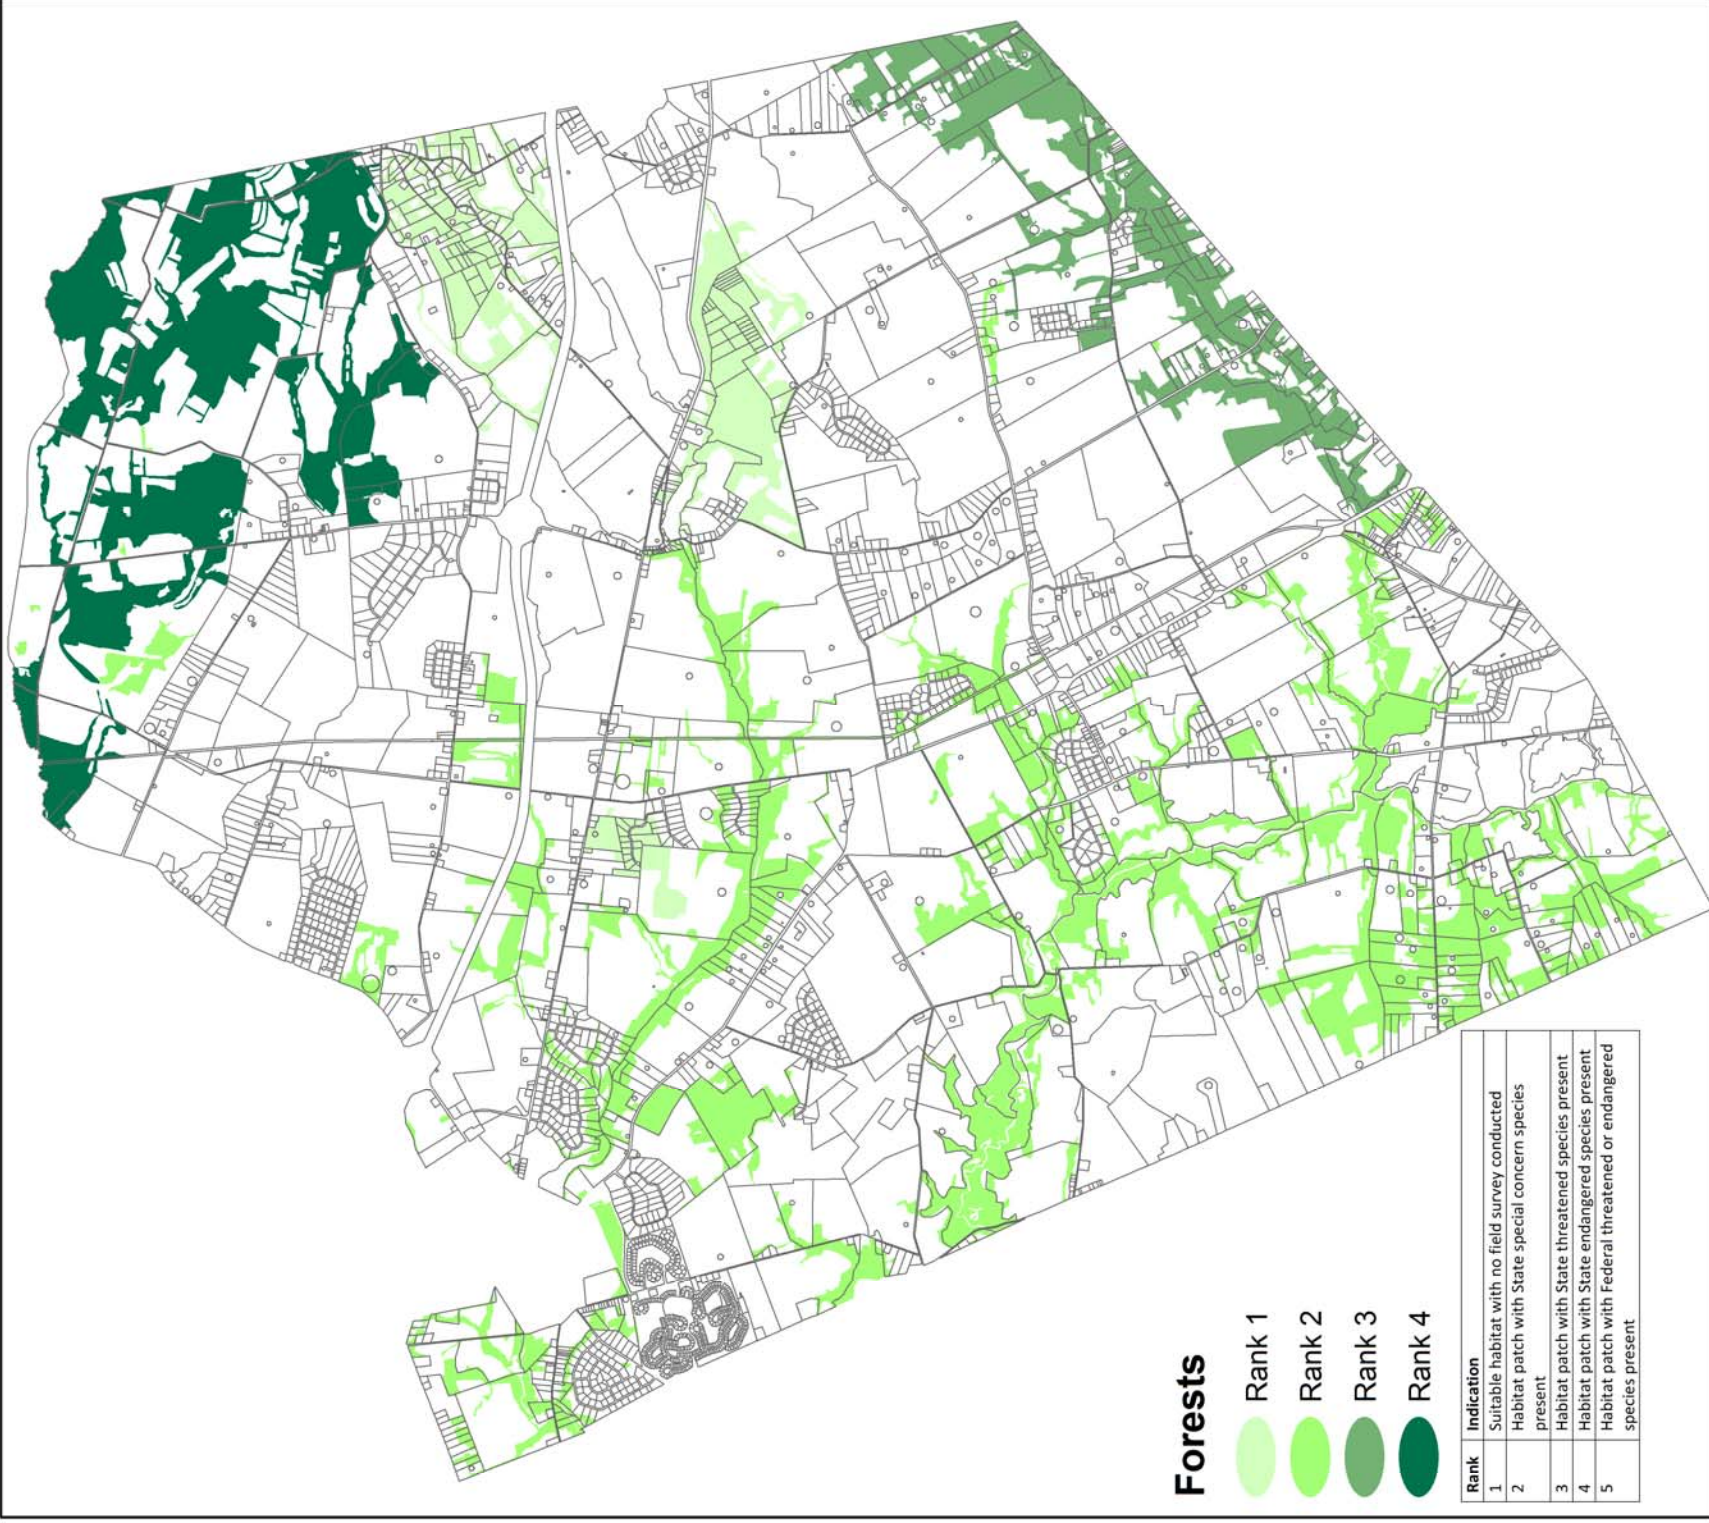 Forests
Rank 1
Rank 2
Rank 3
Rank 4
Rank Indication
1 Suitable habitat with no field survey conducted
2 Habitat patch with State special concern species
present
3 Habitat patch with State threatened species present
4 Habitat patch with State endangered species present
5 Habitat patch with Federal threatened or endangered
species present